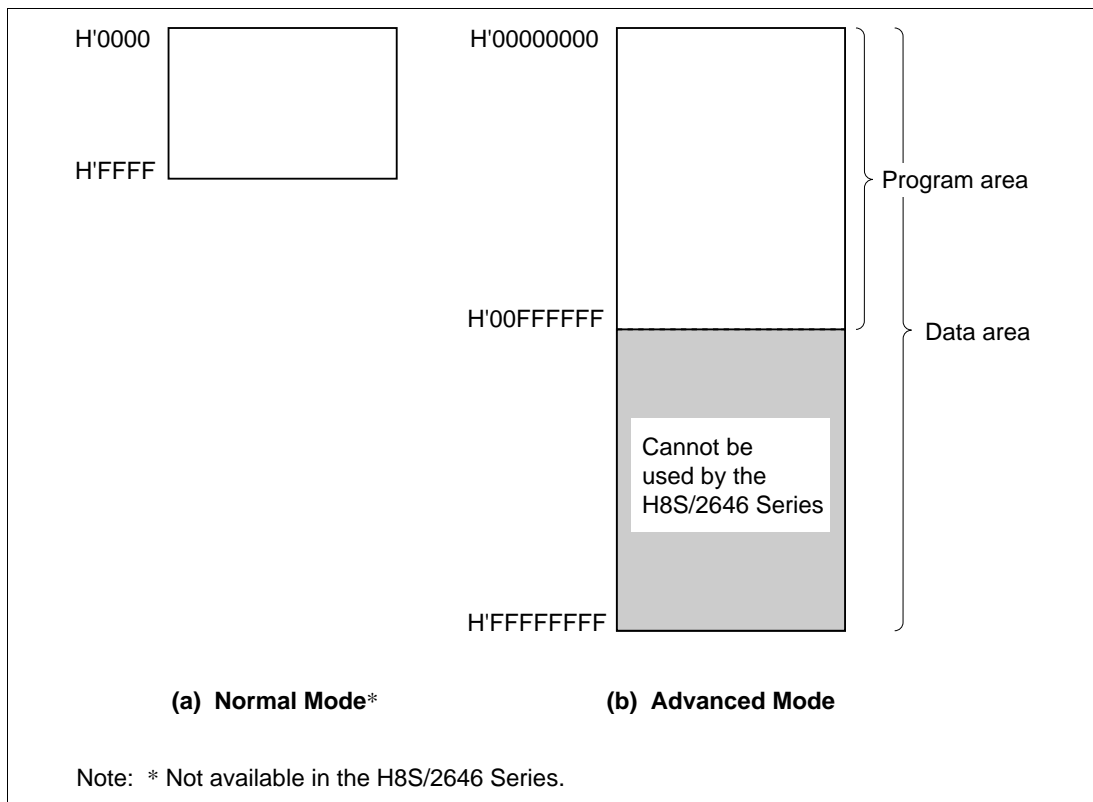 H'0000
H'FFFF
H'00000000
H'00FFFFFF
H'FFFFFFFF
Program area
Data area
Cannot be
used by the
H8S/2646 Series
(a) Normal Mode*
(b) Advanced Mode
Note: * Not available in the H8S/2646 Series.